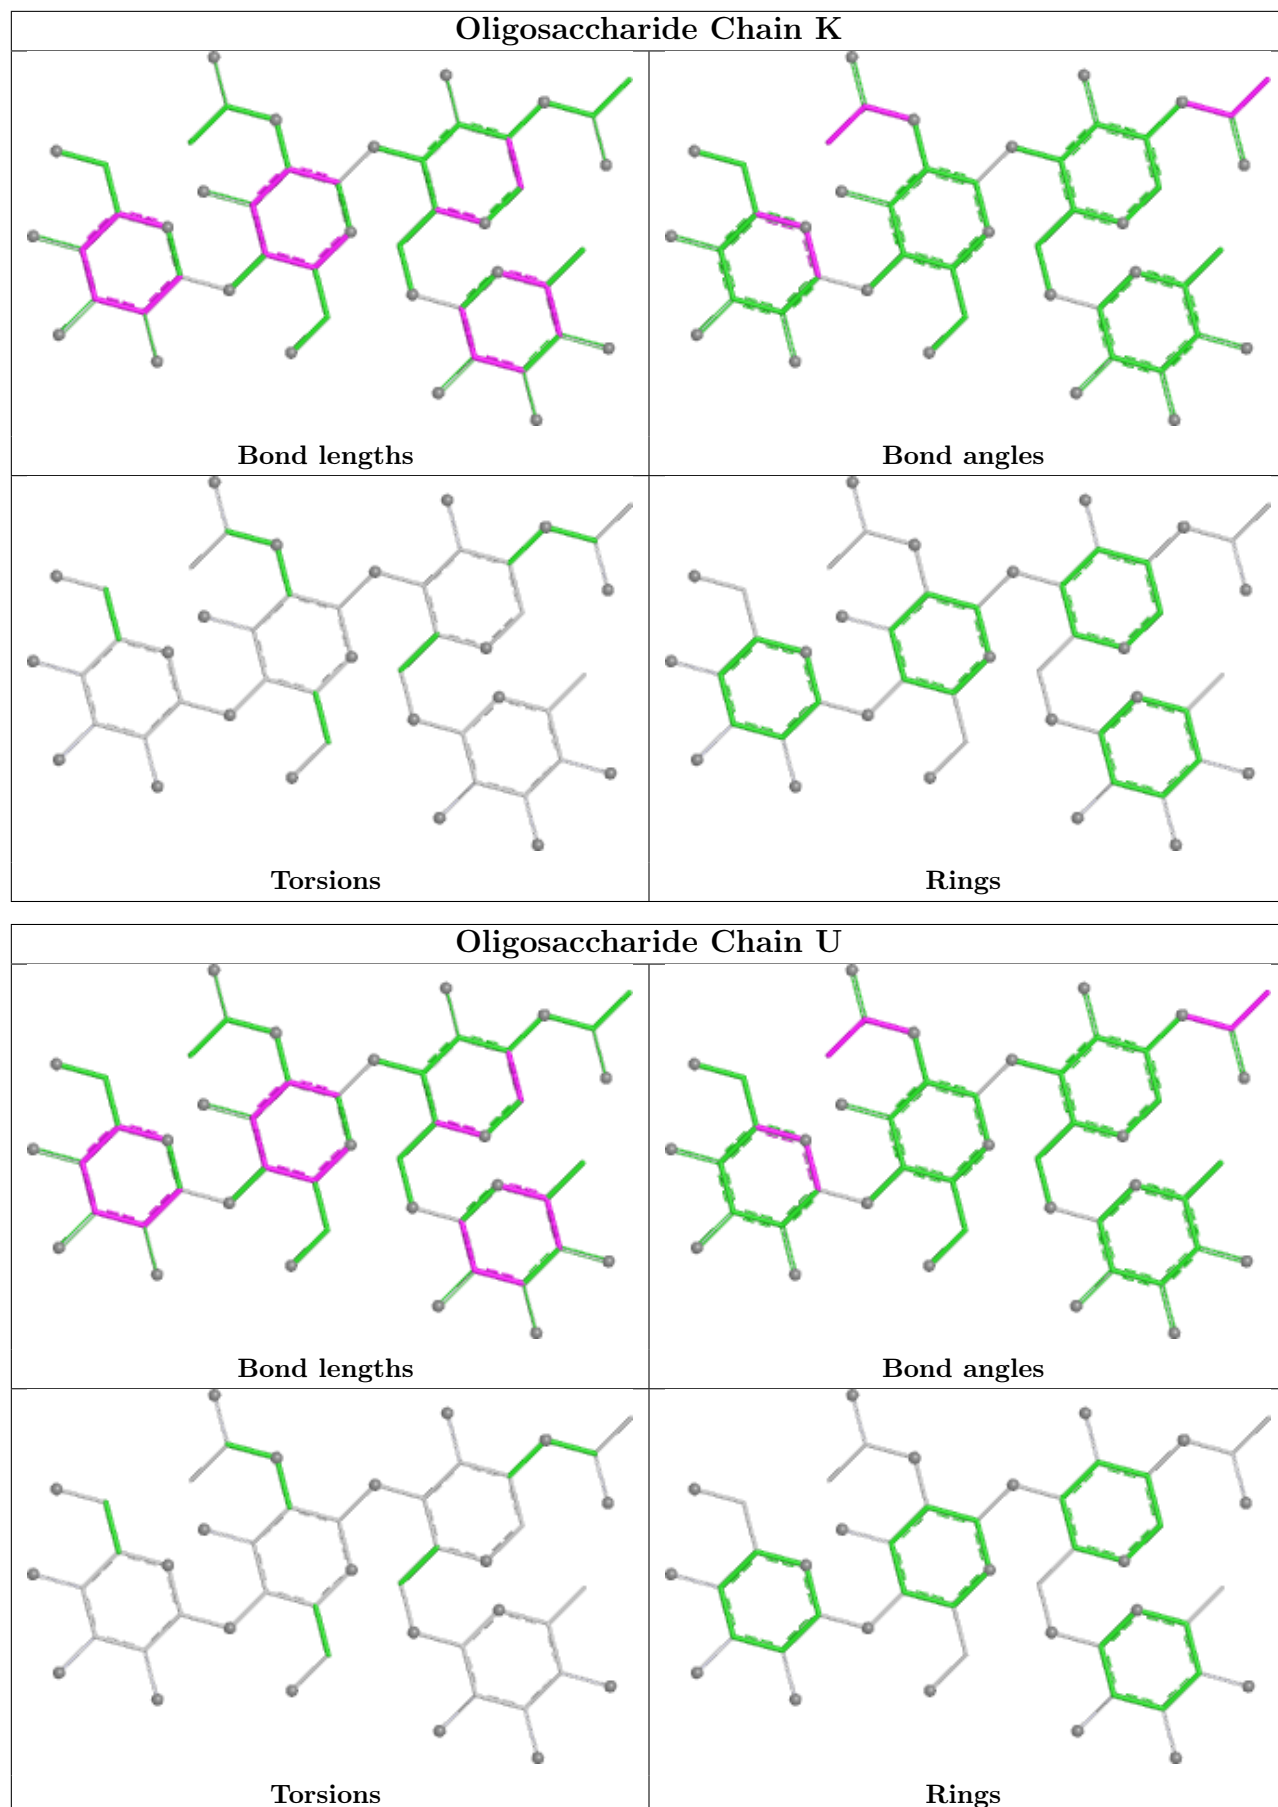 Oligosaccharide Chain K
Bond lengths
Bond angles
Torsions
Rings
Oligosaccharide Chain U
Bond lengths
Bond angles
Torsions
Rings